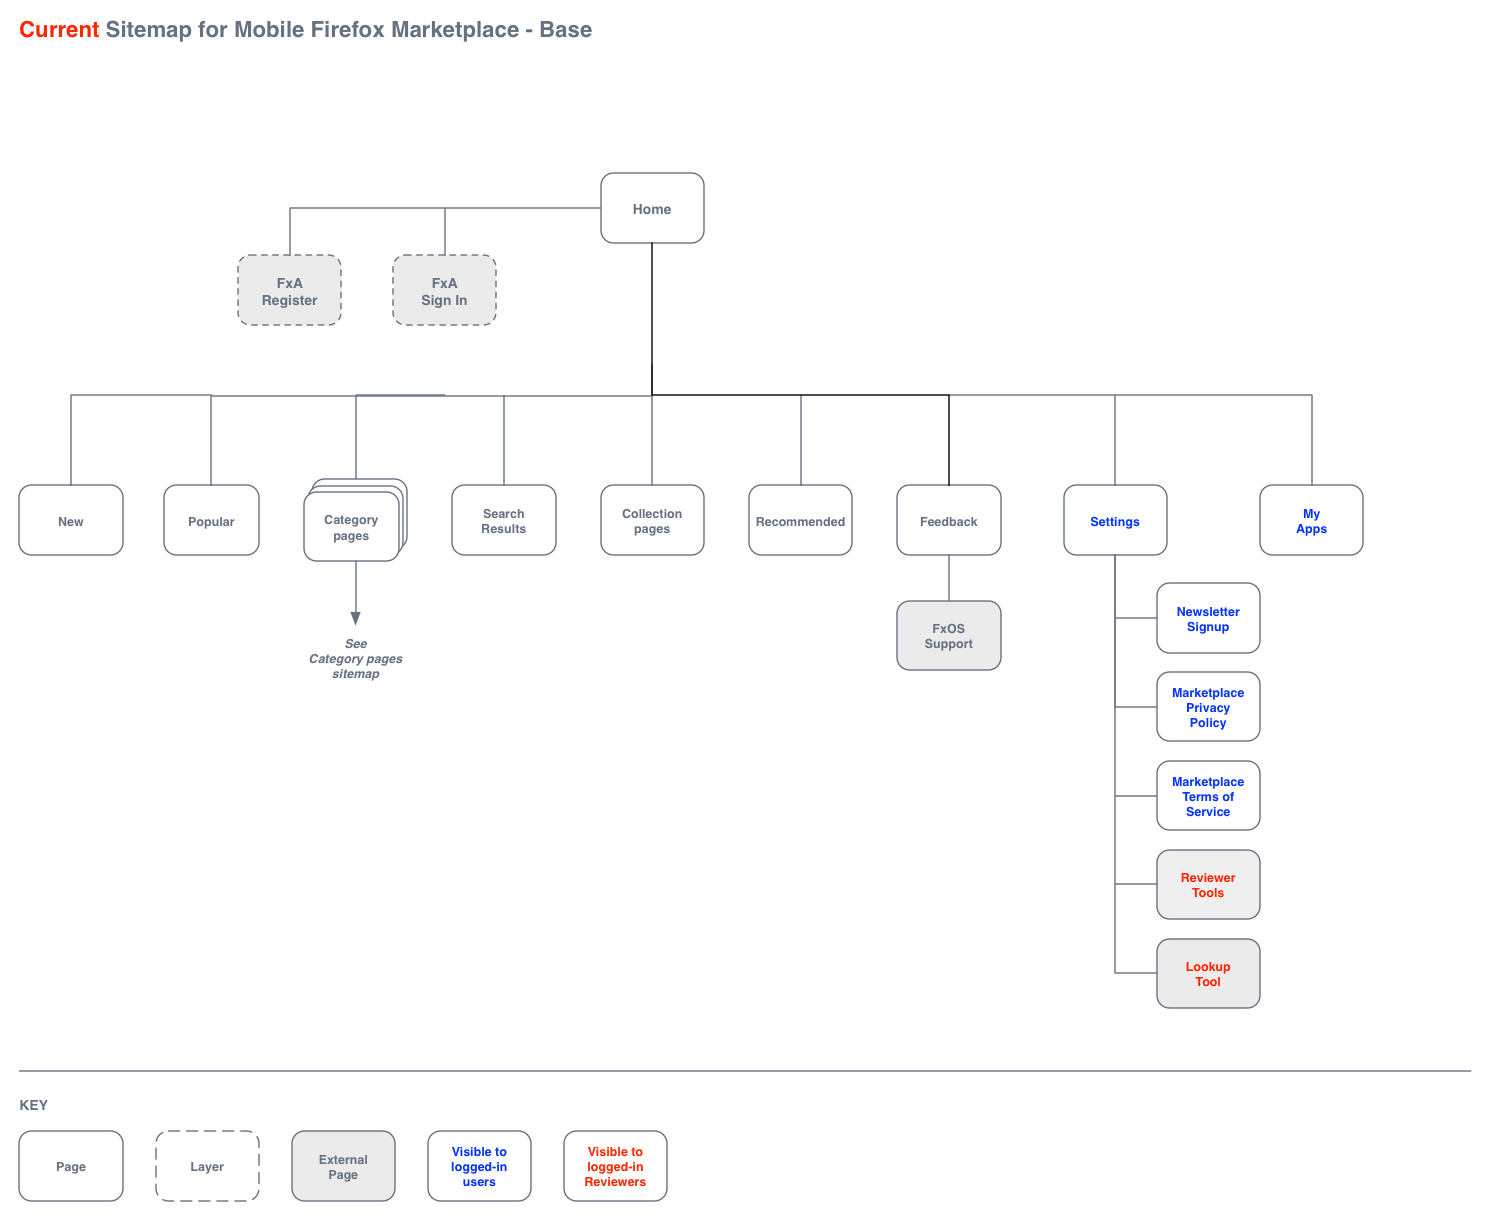 Current Sitemap for Mobile Firefox Marketplace - Base
Home
FxA
Register
FxA
Sign In
New
Popular
Category
pages
Search
Results
Collection
pages
Recommended
Feedback
Settings
My
Apps
See
Category pages
sitemap
FxOS
Support
Newsletter
Signup
Marketplace
Privacy
Policy
Marketplace
Terms of
Service
Reviewer
Tools
Lookup
Tool
KEY
Page
Layer
External
Page
Visible to
logged-in
users
Visible to
logged-in
Reviewers